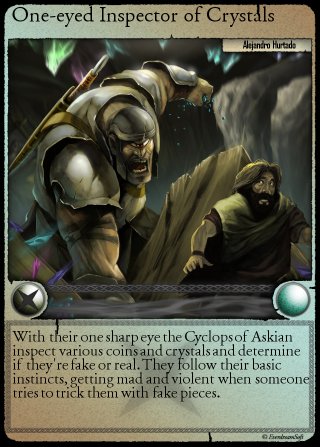 One-eyed Inspector of Crystals
Alejandro Hurtado
With their one sharp eye the Cyclops of Askian
inspect various coins and crystals and determine
if they're fake or real. They follow their basic
instincts, getting mad and violent when someone
tries to trick them with fake pieces.
© EverdreamSoft